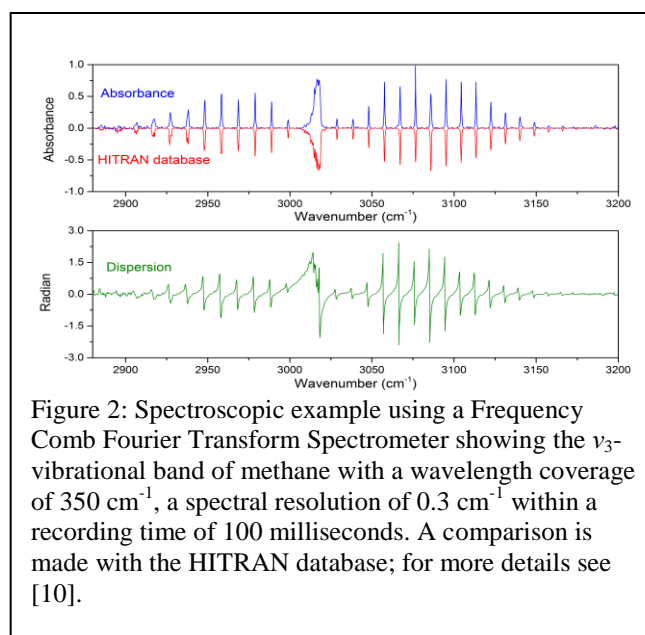 1.0
0.5
0.0
-0.5
-1.0
Absorbance
Absorbance
HITRAN database
2900 2950 3000 3050 3100 3150 3200
Wavenumber (cm-1)
3.0
1.5
0.0
-1.5
-3.0
Radian
Dispersion
2900 2950 3000 3050 3100 3150 3200
Wavenumber (cm-1)
Figure 2: Spectroscopic example using a Frequency
Comb Fourier Transform Spectrometer showing the v3-
vibrational band of methane with a wavelength coverage
of 350 cm-1, a spectral resolution of 0.3 cm-1 within a
recording time of 100 milliseconds. A comparison is
made with the HITRAN database; for more details see
[10].